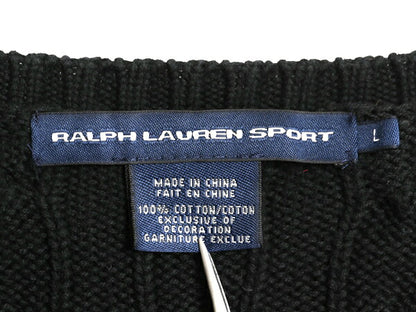 RALPH LAUREN SPORT
L
MADE IN CHINA
FAIT EN CHINE
100% COTTON/COTON
EXCLUSIVE OF
DECORATION
GARNITURE EXCLUE